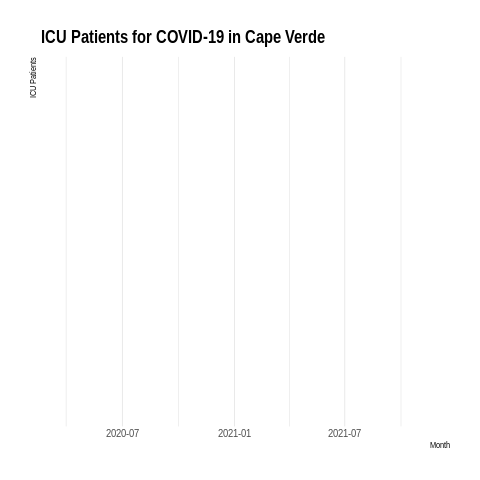 ICU Patients for COVID-19 in Cape Verde
ICU Patients
2020-07 2021-01 2021-07
Month